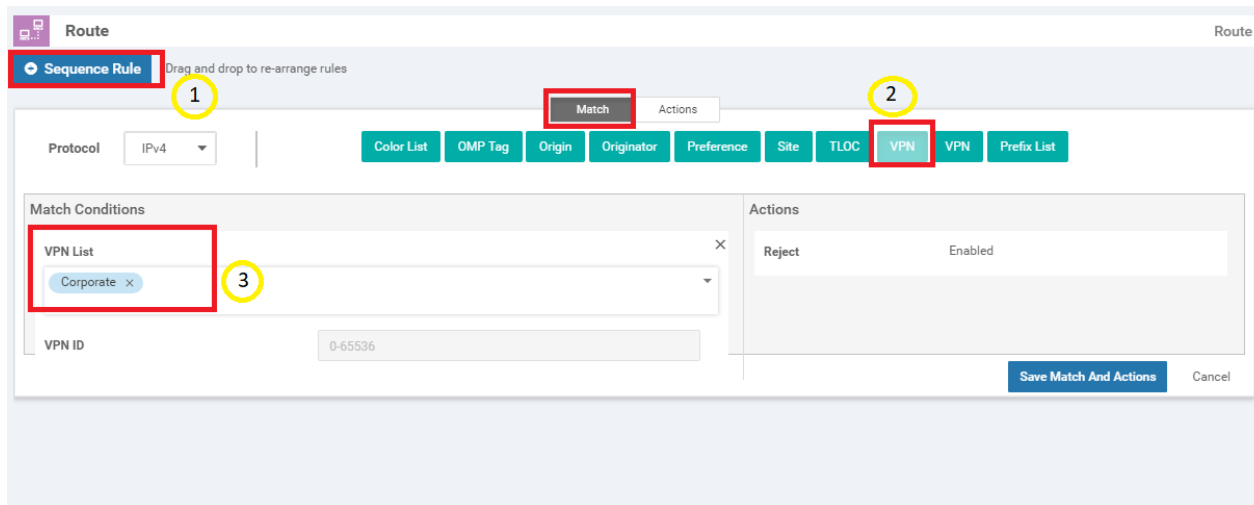 Route
Route
Sequence Rule Drag and drop to re-arrange rules
1
2
Match Actions
Protocol IPv4 Color List OMP Tag Origin Originator Preference Site TLOC VPN VPN Prefix List
Match Conditions
Actions
VPN List
×
Reject Enabled
Corporate ×
3
VPN ID 0-65536
Save Match And Actions Cancel